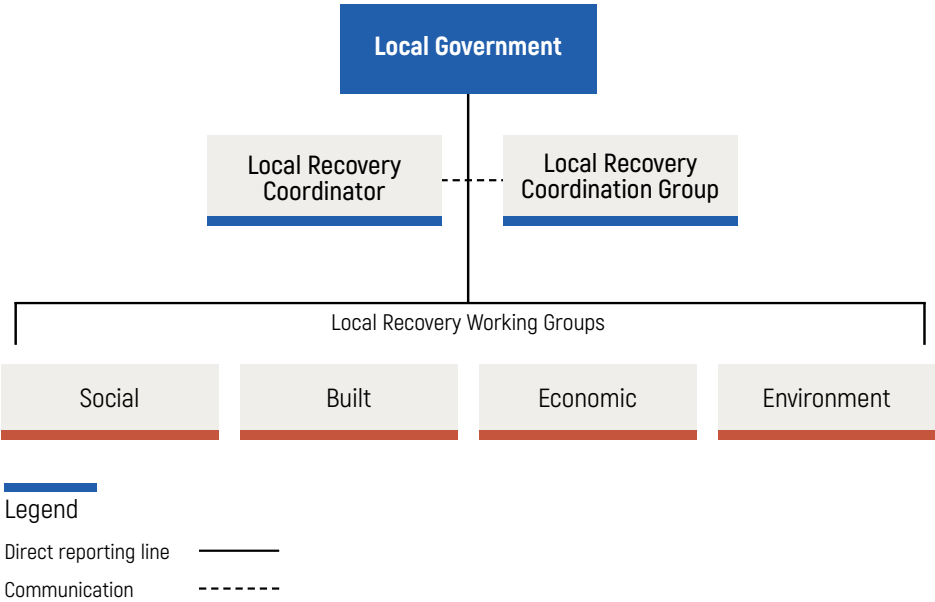 Local Government
Local Recovery
Coordinator
Local Recovery
Coordination Group
Local Recovery Working Groups
Social
Built
Economic
Environment
Legend
Direct reporting line
Communication